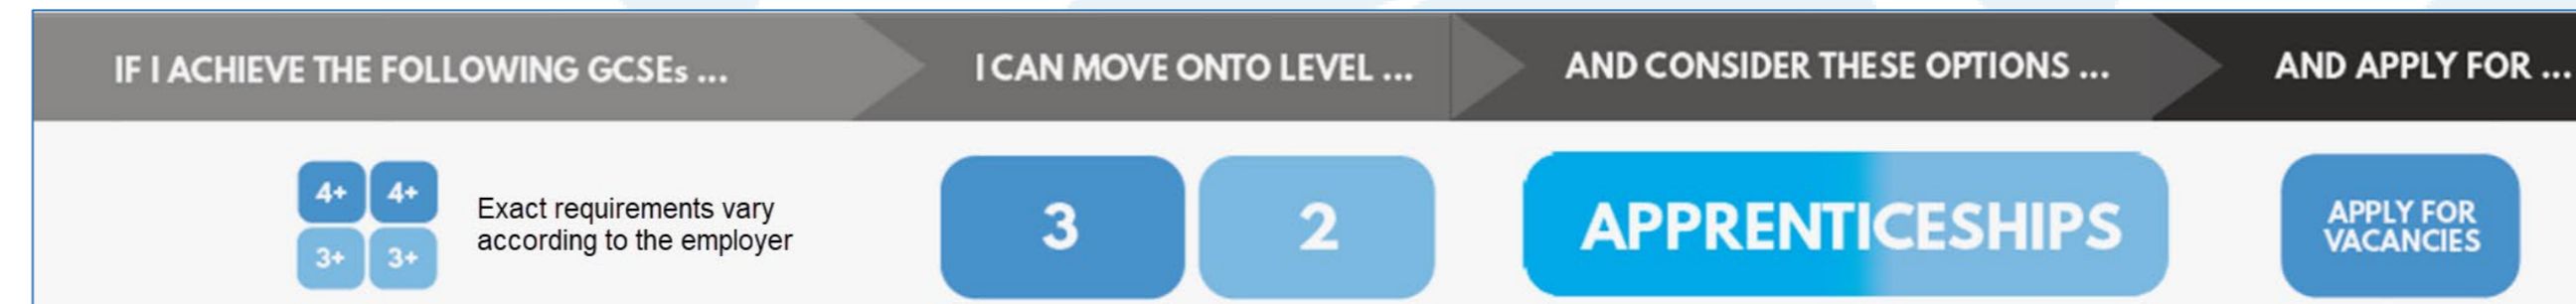 IF I ACHIEVE THE FOLLOWING GCSEs ...
I CAN MOVE ONTO LEVEL ...
AND CONSIDER THESE OPTIONS ...
AND APPLY FOR ...
4+ 4+
3+ 3+
Exact requirements vary
according to the employer
3
2
APPRENTICESHIPS
APPLY FOR
VACANCIES